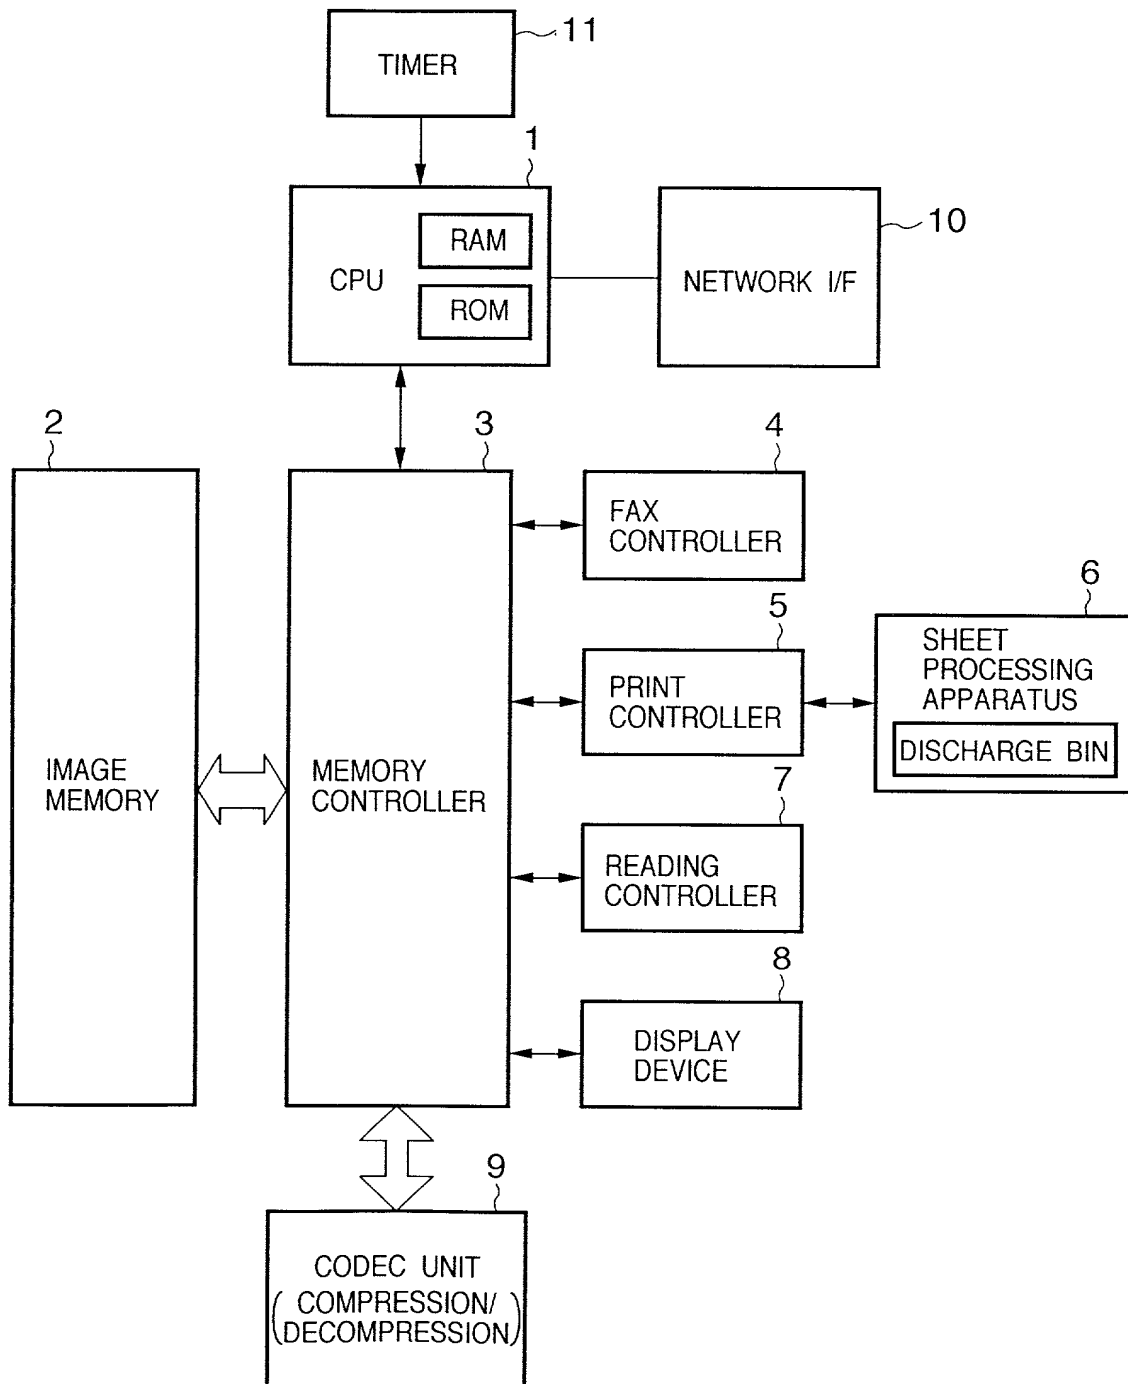 11
TIMER
1
RAM
CPU
ROM
10
NETWORK I/F
2
3
4
IMAGE
MEMORY
MEMORY
CONTROLLER
FAX
CONTROLLER
5
PRINT
CONTROLLER
6
SHEET
PROCESSING
APPARATUS
DISCHARGE BIN
7
READING
CONTROLLER
8
DISPLAY
DEVICE
9
CODEC UNIT
(COMPRESSION/
DECOMPRESSION)